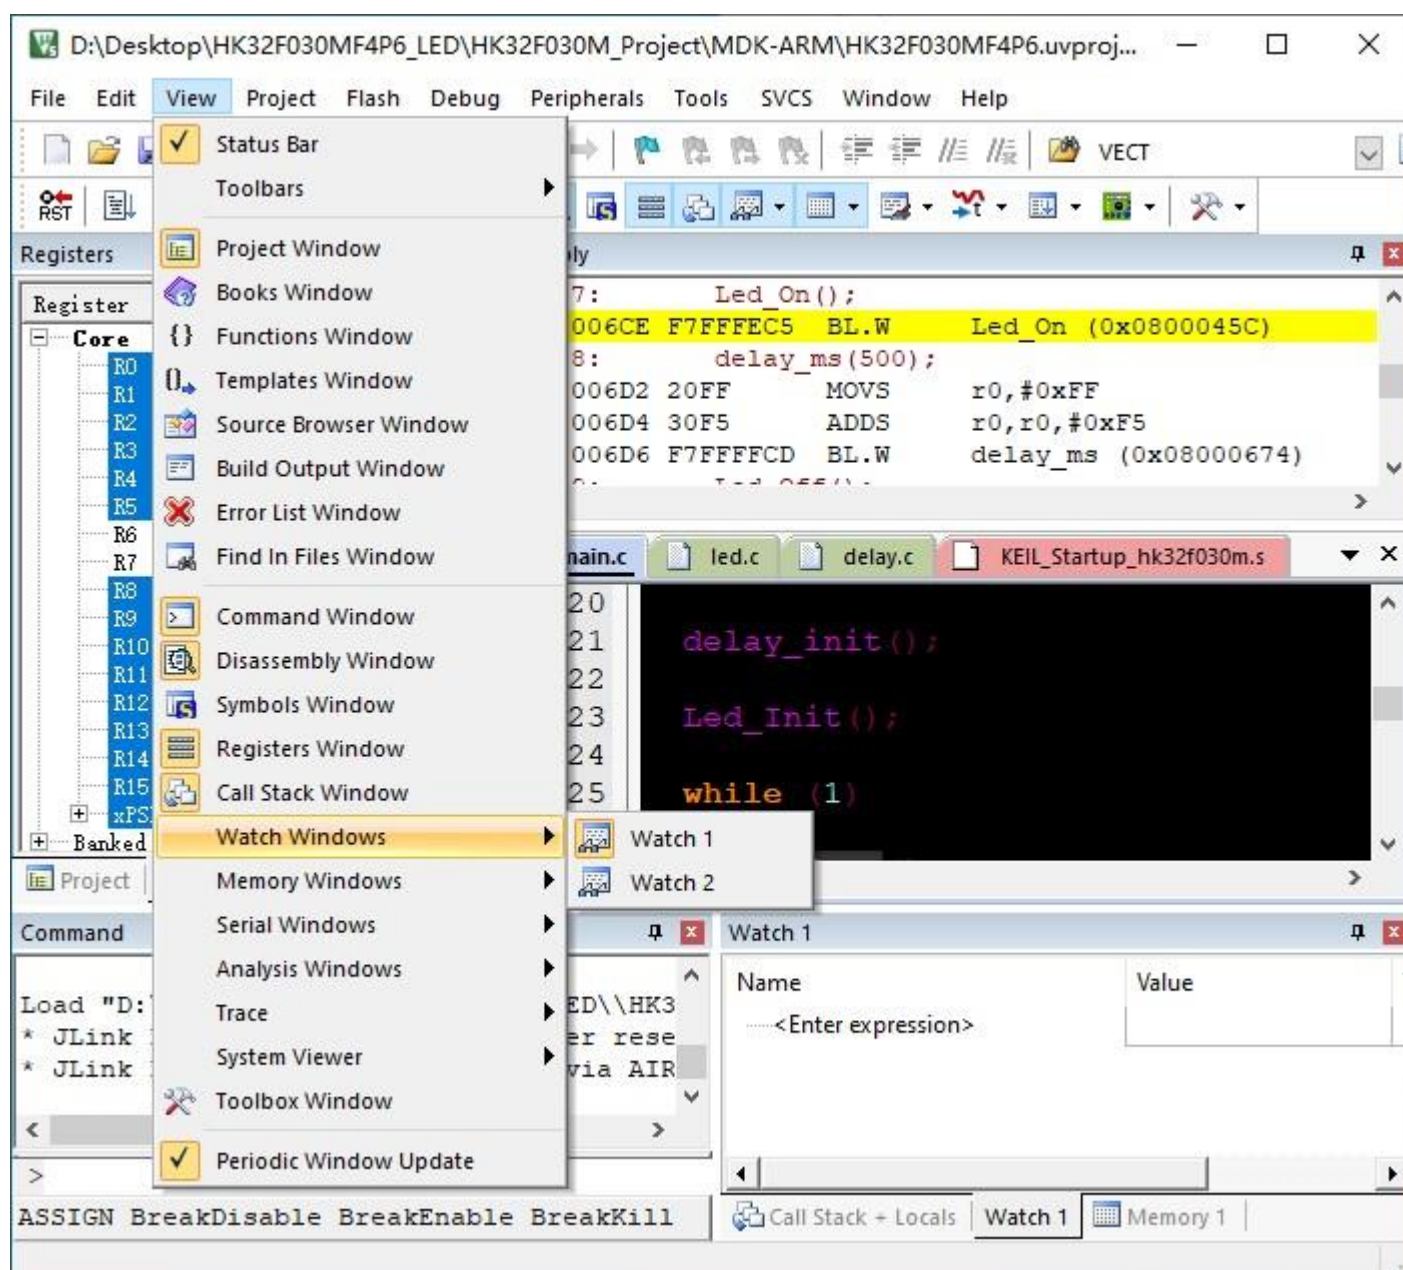 D:\Desktop\HK32F030MF4P6_LED\HK32F030M_Project\MDK-ARM\HK32F030MF4P6.uvproj...
File Edit View Project Flash Debug Peripherals Tools SVCS Window Help
VECT
RST
Registers
Register
Core
R0
R1
R2
R3
R4
R5
R6
R7
R8
R9
R10
R11
R12
R13
R14
R15
Banked
Project
Status Bar
Toolbars
Project Window
Books Window
Functions Window
Templates Window
Source Browser Window
Build Output Window
Error List Window
Find In Files Window
Command Window
Disassembly Window
Symbols Window
Registers Window
Call Stack Window
Watch Windows
Memory Windows
Serial Windows
Analysis Windows
Trace
System Viewer
Toolbox Window
Periodic Window Update
Watch 1
Watch 2
7: Led_On();
006CE F7FFFEC5 BL.W Led_On (0x0800045C)
8: delay_ms(500);
006D2 20FF MOVS r0,#0xFF
006D4 30F5 ADDS r0,r0,#0xF5
006D6 F7FFFFCD BL.W delay_ms (0x08000674)
main.c led.c delay.c KEIL_Startup_hk32f030m.s
20
21 delay_init();
22
23 Led_Init();
24
25 while (1)
Command
Load "D: ED\\HK3
* JLink er rese
* JLink via AIR
>
ASSIGN BreakDisable BreakEnable BreakKill
Watch 1
Name Value
<Enter expression>
Call Stack + Locals Watch 1 Memory 1